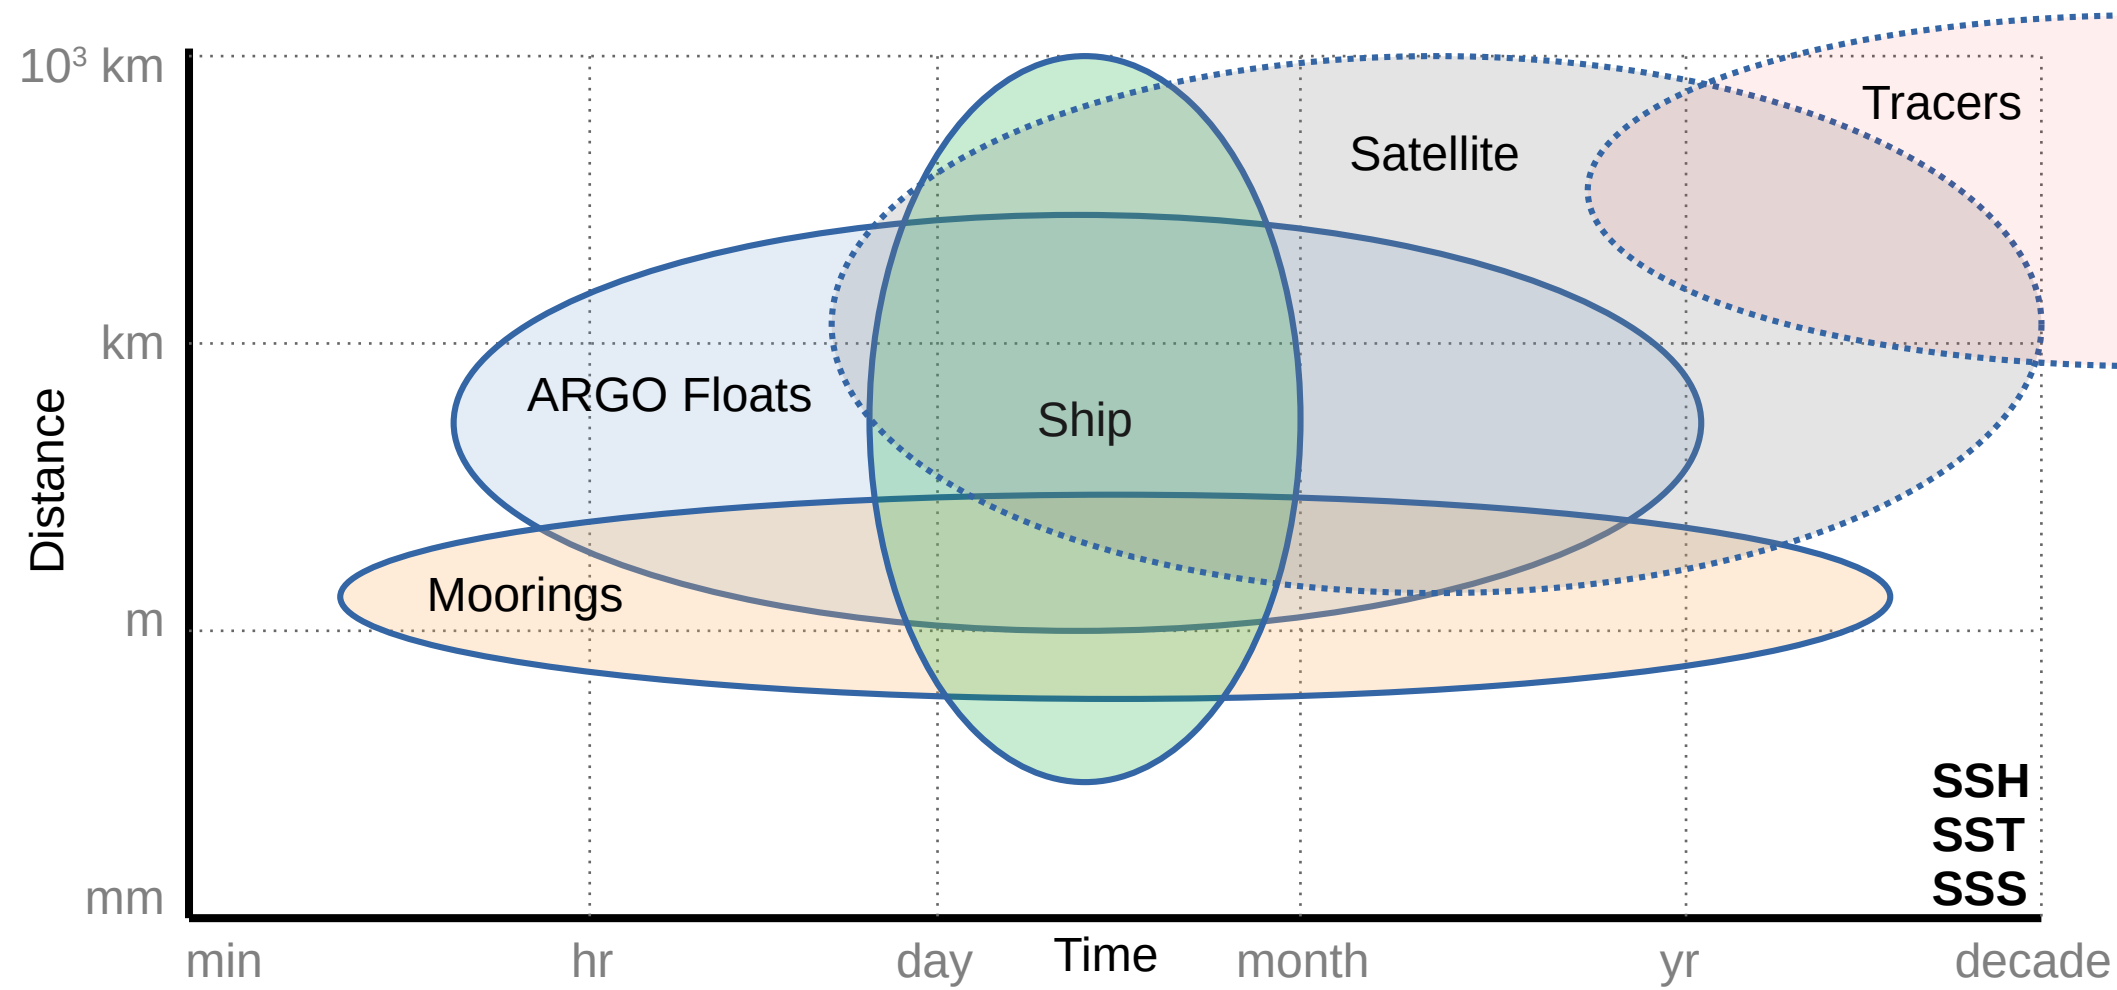 10³ km
Tracers
Satellite
km
ARGO Floats
Ship
Distance
m
Moorings
SSH
SST
SSS
mm
min
hr
day
Time
month
yr
decade